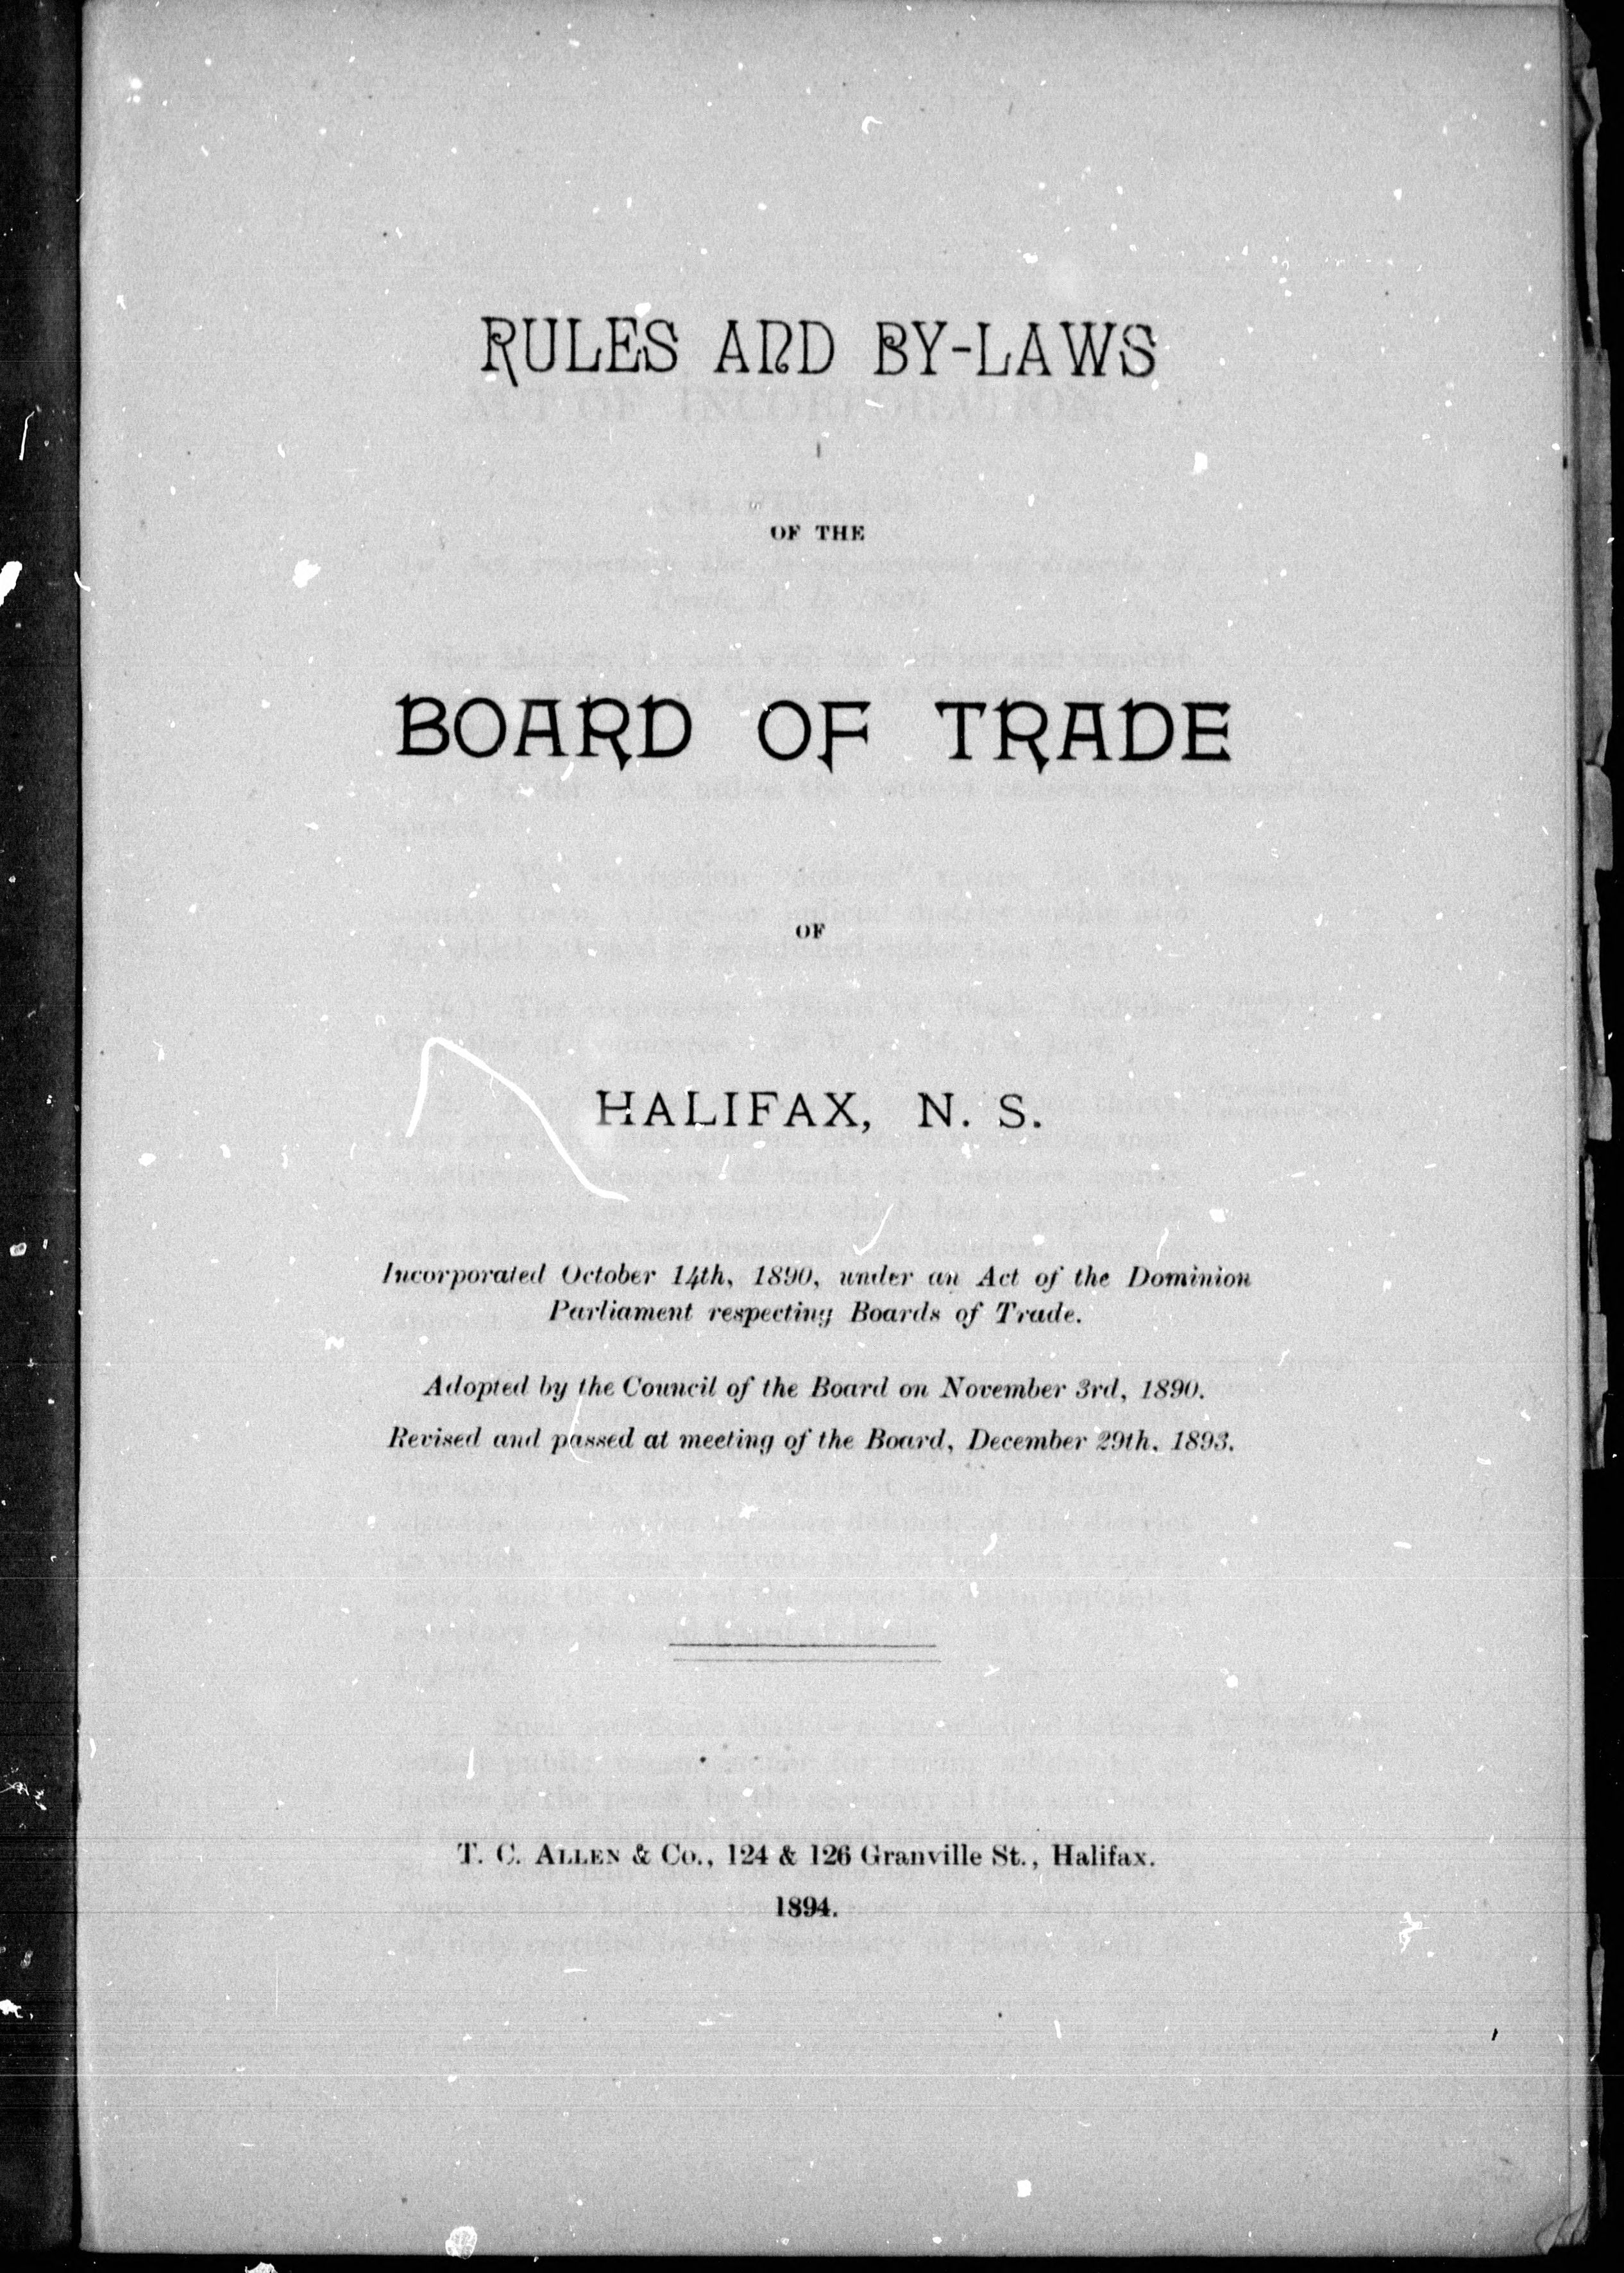 RULES AND BY-LAWS
OF THE
BOARD OF TRADE
OF
HALIFAX, N. S.
Incorporated October 14th, 1890, under an Act of the Dominion
Parliament respecting Boards of Trade.
Adopted by the Council of the Board on November 3rd, 1890.
Revised and passed at meeting of the Board, December 29th, 1893.
T. C. ALLEN & Co., 124 & 126 Granville St., Halifax.
1894.